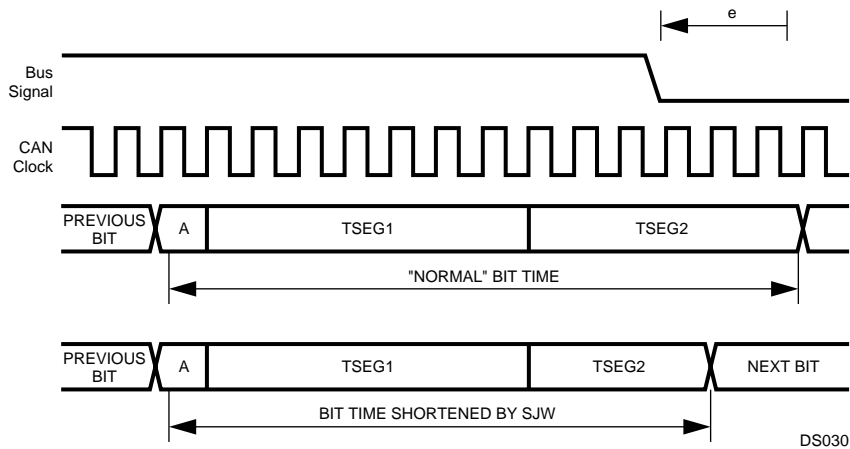 e
Bus
Signal
CAN
Clock
PREVIOUS
BIT
A
TSEG1
TSEG2
"NORMAL" BIT TIME
PREVIOUS
BIT
A
TSEG1
TSEG2
NEXT BIT
BIT TIME SHORTENED BY SJW
DS030